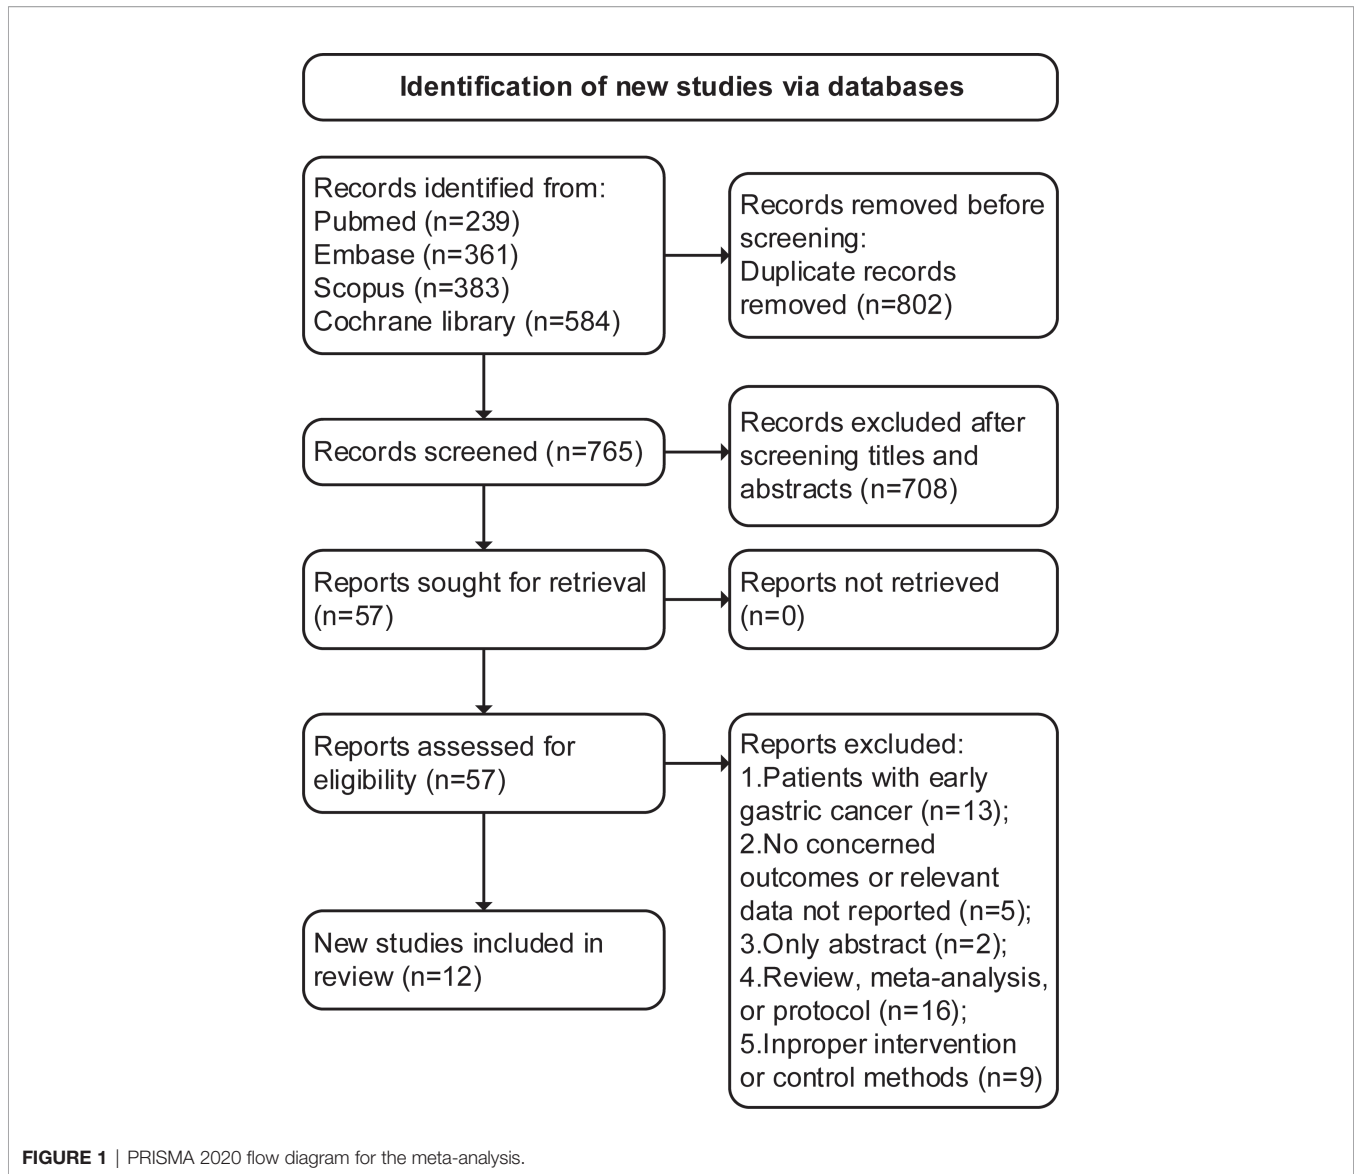 Identification of new studies via databases
Records identified from:
Pubmed (n=239)
Embase (n=361)
Scopus (n=383)
Cochrane library (n=584)
Records removed before
screening:
Duplicate records
removed (n=802)
Records screened (n=765)
Records excluded after
screening titles and
abstracts (n=708)
Reports sought for retrieval
(n=57)
Reports not retrieved
(n=0)
Reports assessed for
eligibility (n=57)
Reports excluded:
1.Patients with early
gastric cancer (n=13);
2.No concerned
outcomes or relevant
data not reported (n=5);
3.Only abstract (n=2);
4.Review, meta-analysis,
or protocol (n=16);
5.Inproper intervention
or control methods (n=9)
New studies included in
review (n=12)
FIGURE 1 | PRISMA 2020 flow diagram for the meta-analysis.